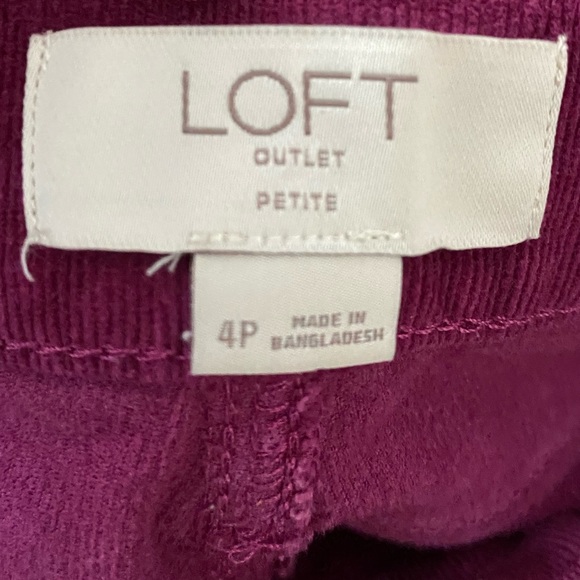 LOFT
OUTLET
PETITE
4P
MADE IN
BANGLADESH